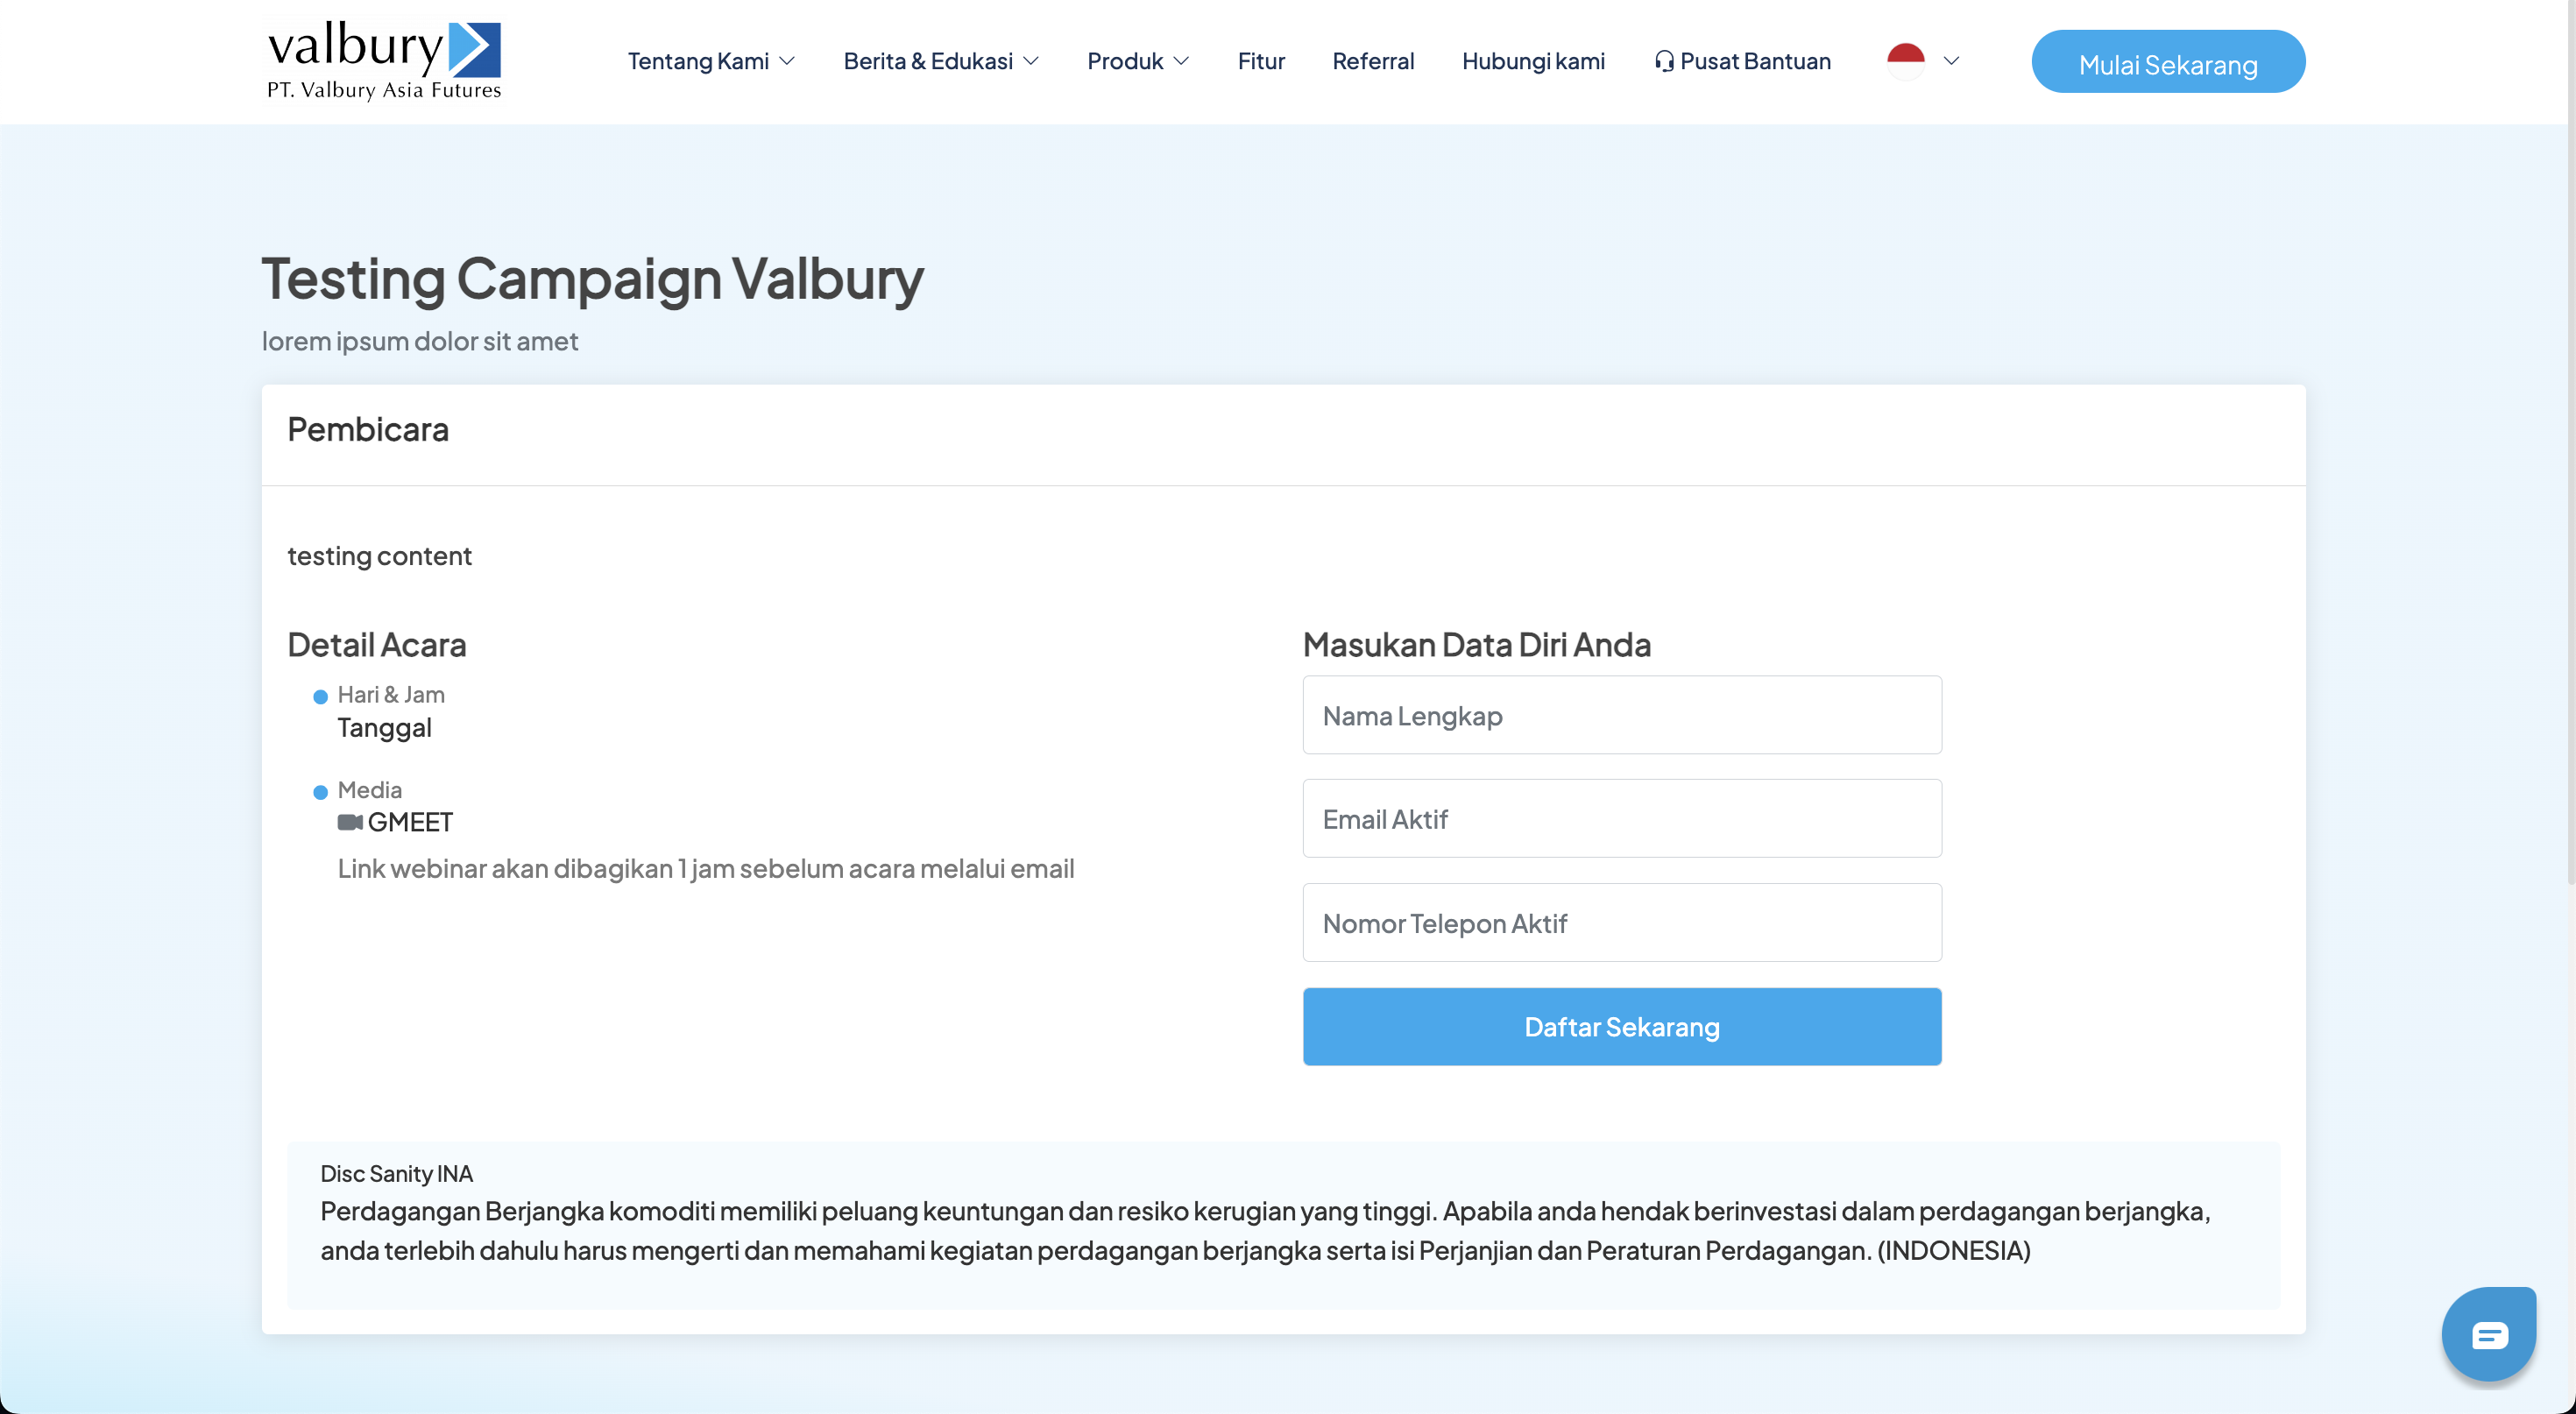 valbury
PT. Valbury Asia Futures
Tentang Kami
Berita & Edukasi
Produk
Fitur
Referral
Hubungi kami
Pusat Bantuan
Mulai Sekarang
Testing Campaign Valbury
lorem ipsum dolor sit amet
Pembicara
testing content
Detail Acara
Hari & Jam
Tanggal
Media
GMEET
Link webinar akan dibagikan 1 jam sebelum acara melalui email
Masukan Data Diri Anda
Nama Lengkap
Email Aktif
Nomor Telepon Aktif
Daftar Sekarang
Disc Sanity INA
Perdagangan Berjangka komoditi memiliki peluang keuntungan dan resiko kerugian yang tinggi. Apabila anda hendak berinvestasi dalam perdagangan berjangka,
anda terlebih dahulu harus mengerti dan memahami kegiatan perdagangan berjangka serta isi Perjanjian dan Peraturan Perdagangan. (INDONESIA)